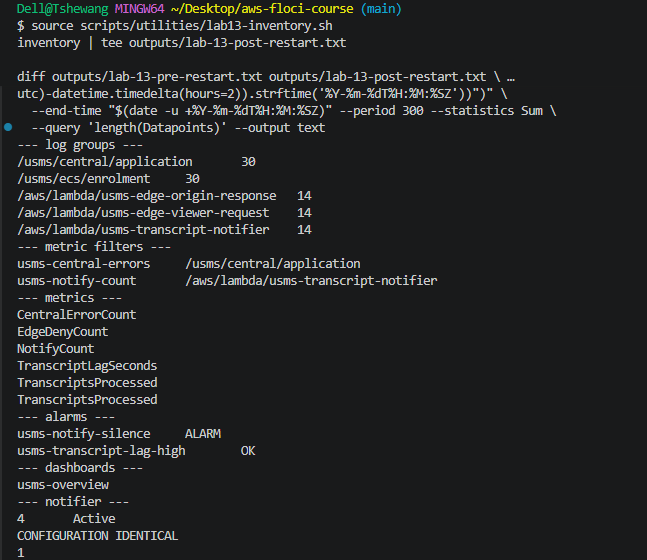 Dell@Tshewang MINGW64 ~/Desktop/aws-floci-course (main)
$ source scripts/utilities/lab13-inventory.sh
inventory | tee outputs/lab-13-post-restart.txt
diff outputs/lab-13-pre-restart.txt outputs/lab-13-post-restart.txt \ …
utc)-datetime.timedelta(hours=2)).strftime('%Y-%m-%dT%H:%M:%SZ'))")" \
--end-time "$(date -u +%Y-%m-%dT%H:%M:%SZ)" --period 300 --statistics Sum \
--query 'length(Datapoints)' --output text
--- log groups ---
/usms/central/application 30
/usms/ecs/enrolment 30
/aws/lambda/usms-edge-origin-response 14
/aws/lambda/usms-edge-viewer-request 14
/aws/lambda/usms-transcript-notifier 14
--- metric filters ---
usms-central-errors /usms/central/application
usms-notify-count /aws/lambda/usms-transcript-notifier
--- metrics ---
CentralErrorCount
EdgeDenyCount
NotifyCount
TranscriptLagSeconds
TranscriptsProcessed
TranscriptsProcessed
--- alarms ---
usms-notify-silence ALARM
usms-transcript-lag-high OK
--- dashboards ---
usms-overview
--- notifier ---
4 Active
CONFIGURATION IDENTICAL
1